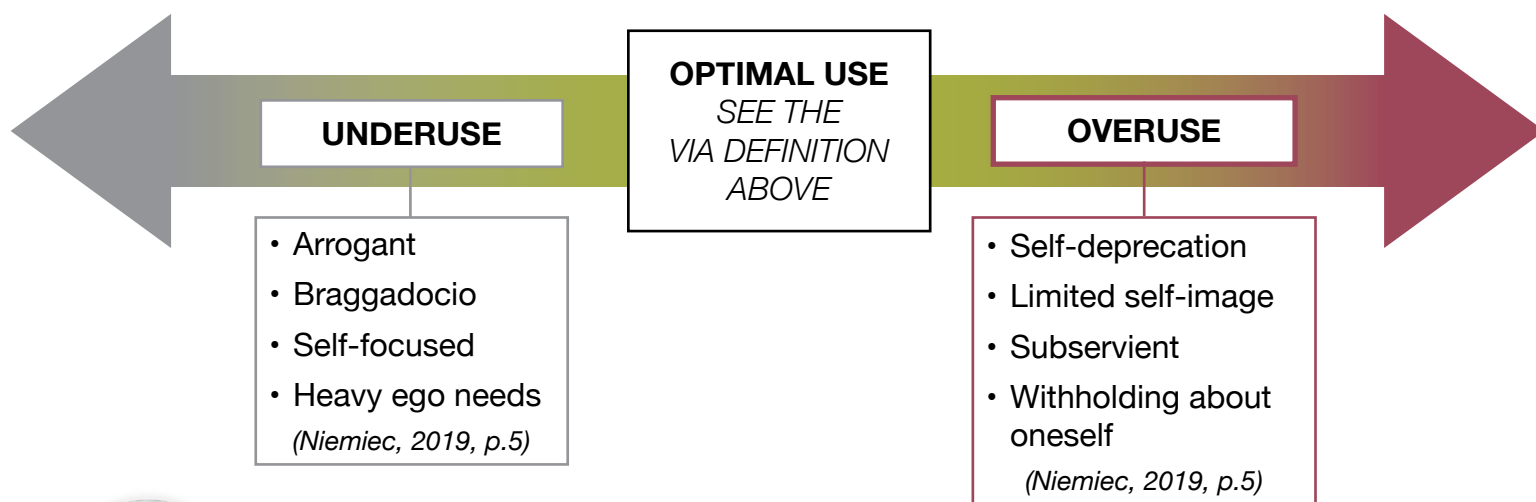 OPTIMAL USE
SEE THE
VIA DEFINITION
ABOVE
UNDERUSE
• Arrogant
• Braggadocio
• Self-focused
• Heavy ego needs
(Niemiec, 2019, p.5)
OVERUSE
• Self-deprecation
• Limited self-image
• Subservient
• Withholding about
oneself
(Niemiec, 2019, p.5)